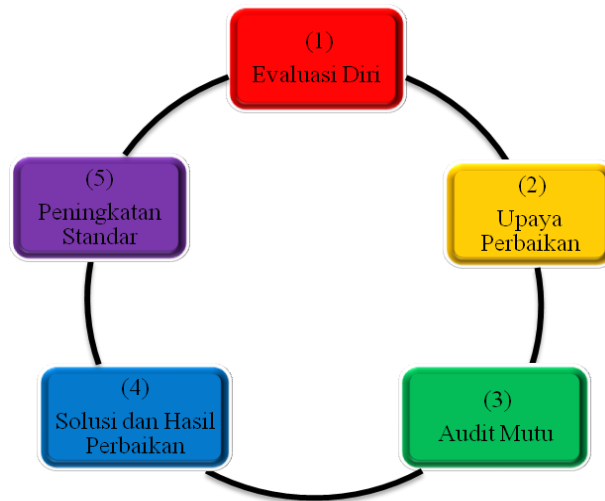 (1)
Evaluasi Diri
(2)
Upaya
Perbaikan
(3)
Audit Mutu
(4)
Solusi dan Hasil
Perbaikan
(5)
Peningkatan
Standar